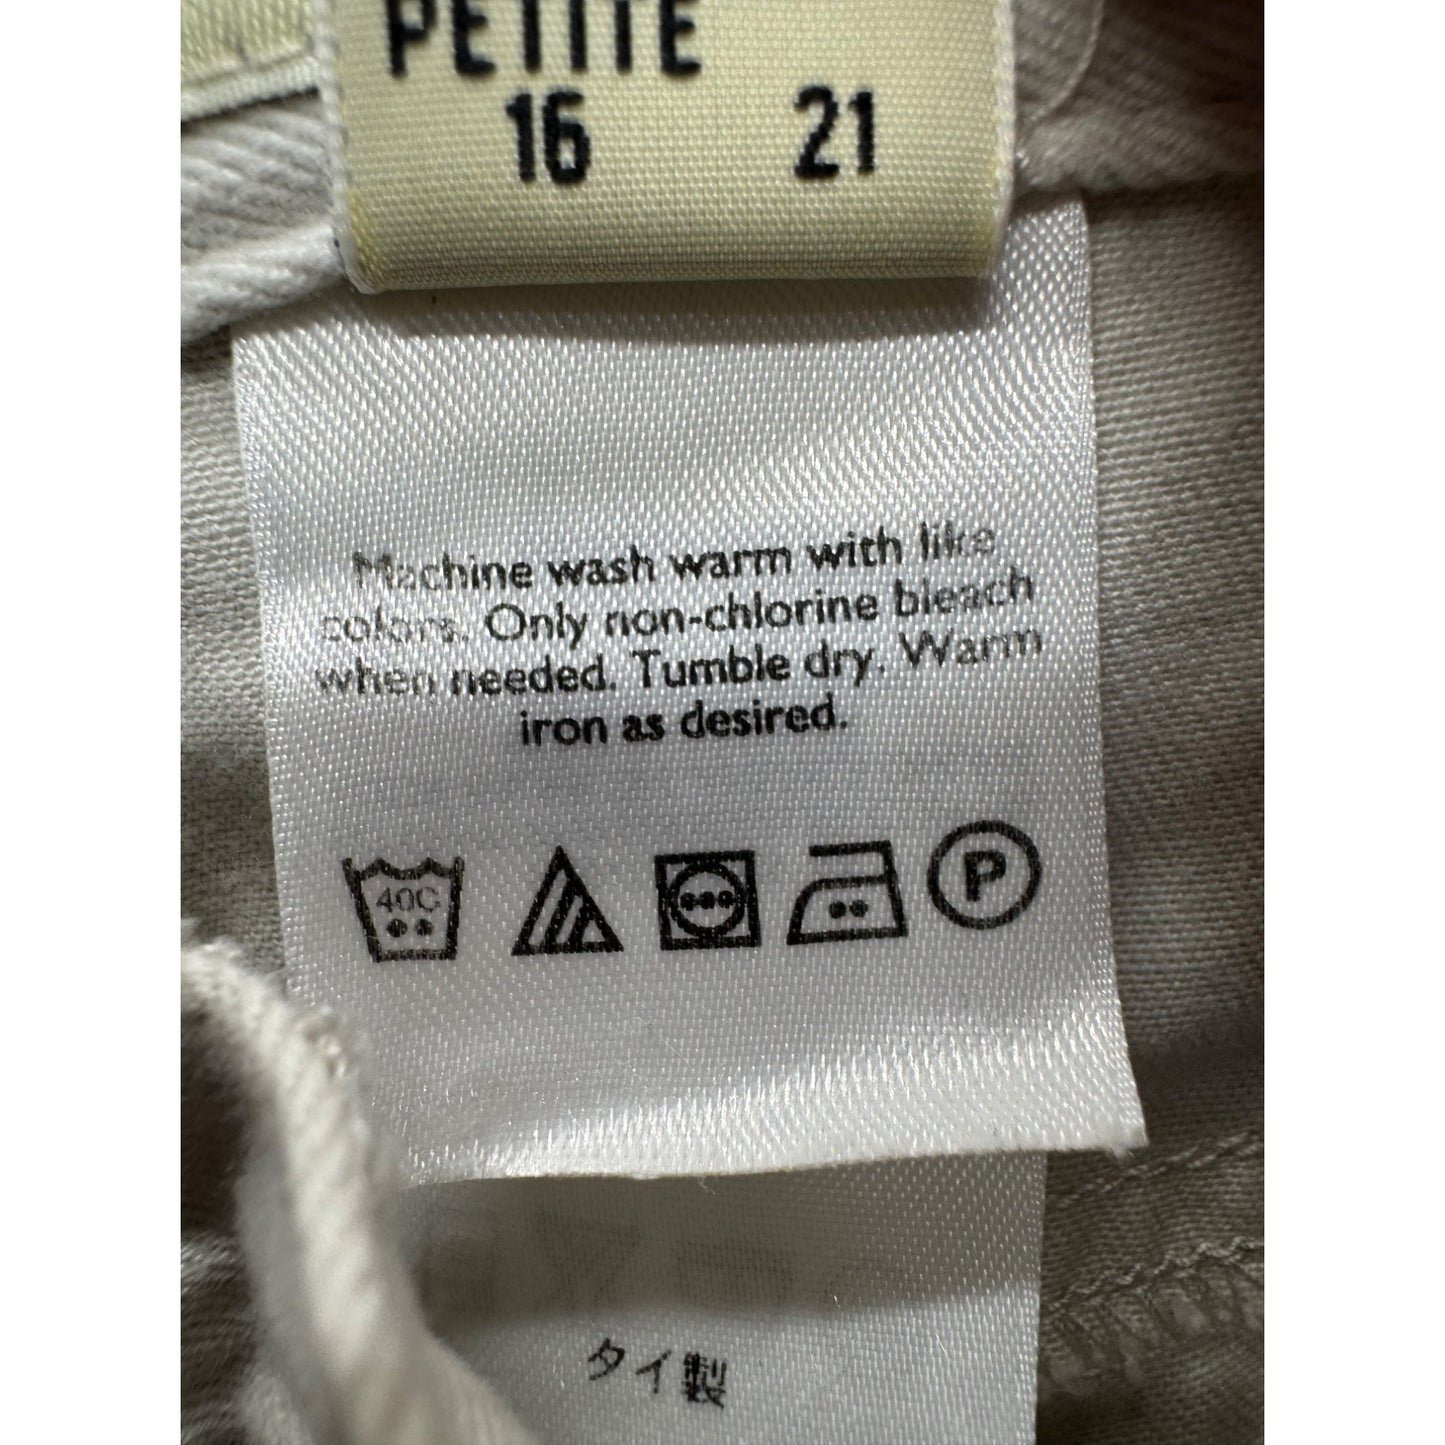 PETITE
16 21
Machine wash warm with like
colors. Only non-chlorine bleach
when needed. Tumble dry. Warm
iron as desired.
40C
P
タイ製